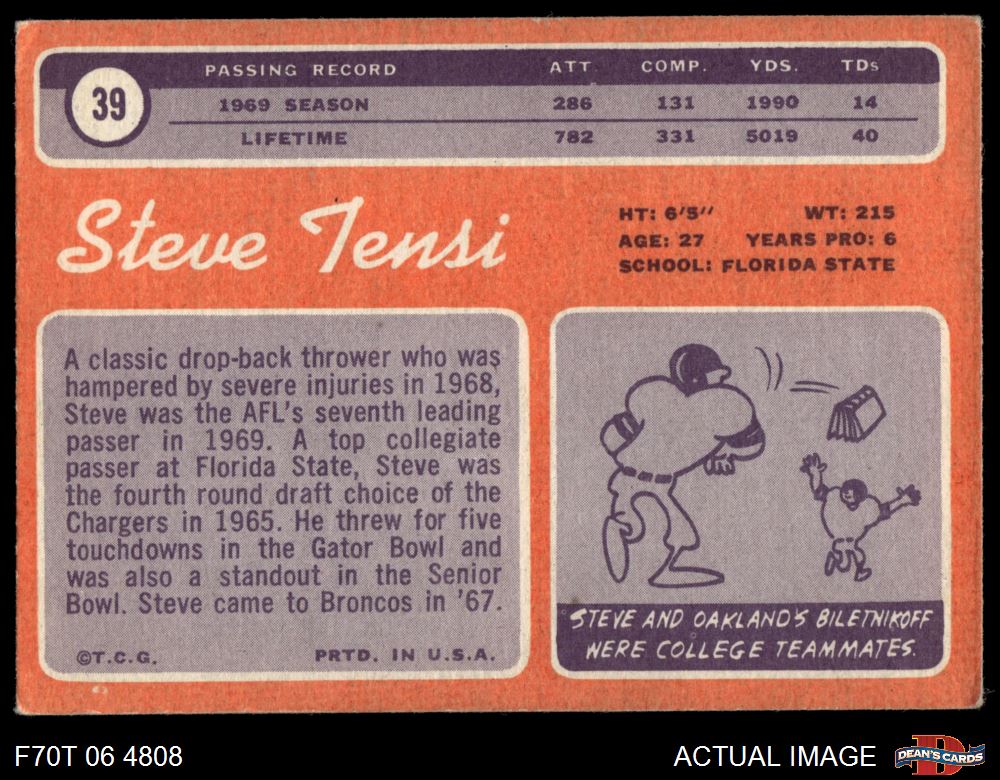 PASSING RECORD ATT COMP. YDS. TDs
39
1969 SEASON 286 131 1990 14
LIFETIME 782 331 5019 40
Steve Tensi
HT: 6'5'' WT: 215
AGE: 27 YEARS PRO: 6
SCHOOL: FLORIDA STATE
A classic drop-back thrower who was
hampered by severe injuries in 1968,
Steve was the AFL's seventh leading
passer in 1969. A top collegiate
passer at Florida State, Steve was
the fourth round draft choice of the
Chargers in 1965. He threw for five
touchdowns in the Gator Bowl and
was also a standout in the Senior
Bowl. Steve came to Broncos in '67.
©T.C.G. PRTD. IN U.S.A.
STEVE AND OAKLAND'S BILETNIKOFF
WERE COLLEGE TEAMMATES.
F70T 06 4808
ACTUAL IMAGE
D
DEAN'S CARDS